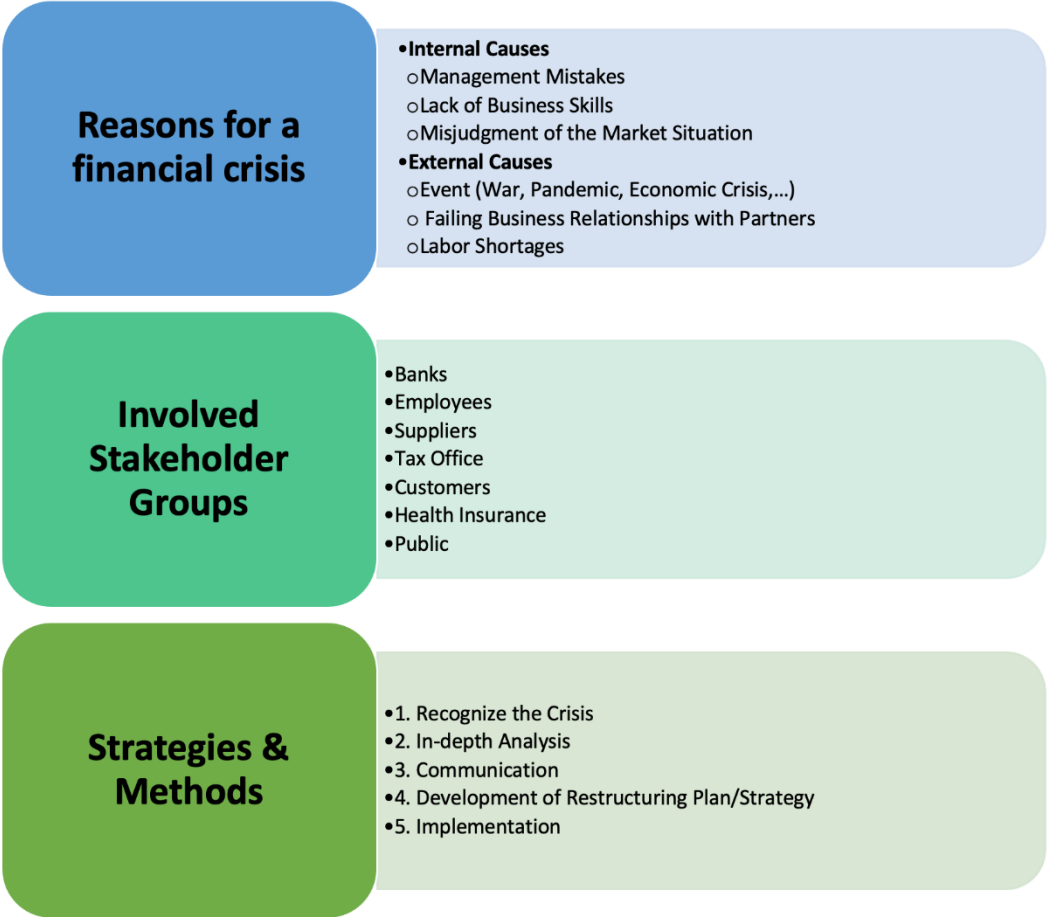 Reasons for a
financial crisis
•Internal Causes
oManagement Mistakes
oLack of Business Skills
oMisjudgment of the Market Situation
•External Causes
oEvent (War, Pandemic, Economic Crisis,...)
o Failing Business Relationships with Partners
oLabor Shortages
Involved
Stakeholder
Groups
•Banks
•Employees
•Suppliers
•Tax Office
•Customers
•Health Insurance
•Public
Strategies &
Methods
•1. Recognize the Crisis
•2. In-depth Analysis
•3. Communication
•4. Development of Restructuring Plan/Strategy
•5. Implementation